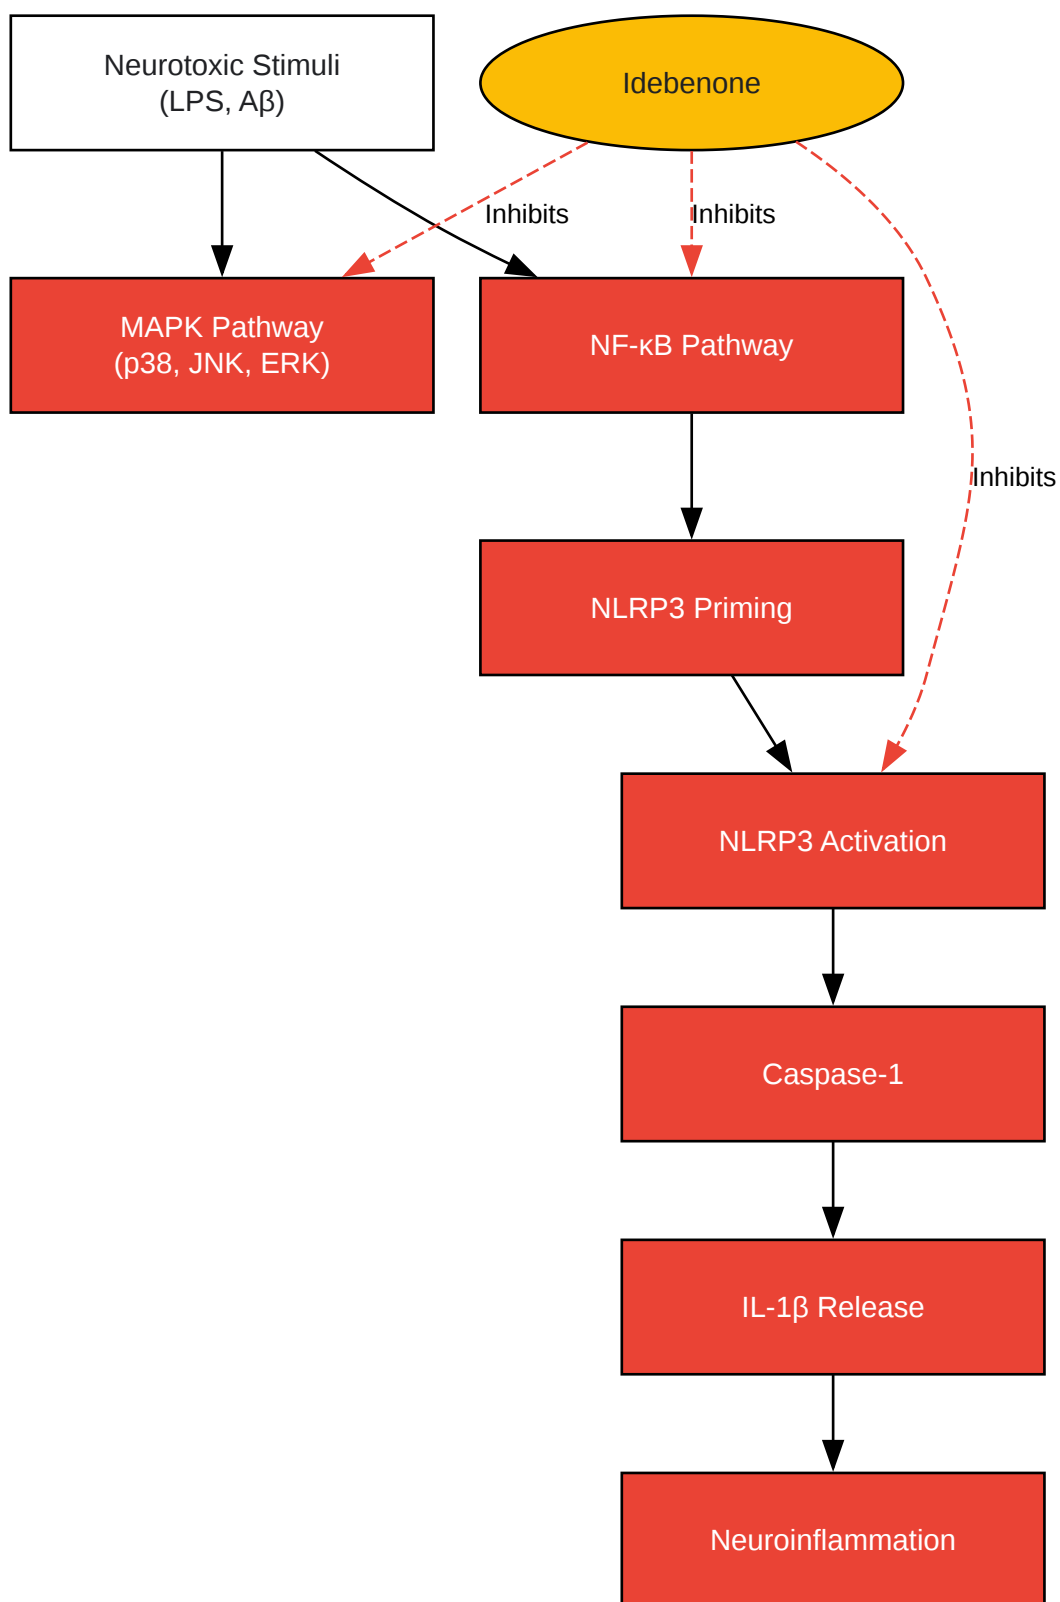 Neurotoxic Stimuli
(LPS, Aβ)
Idebenone
Inhibits
Inhibits
MAPK Pathway
(p38, JNK, ERK)
NF-κB Pathway
Inhibits
NLRP3 Priming
NLRP3 Activation
Caspase-1
IL-1β Release
Neuroinflammation